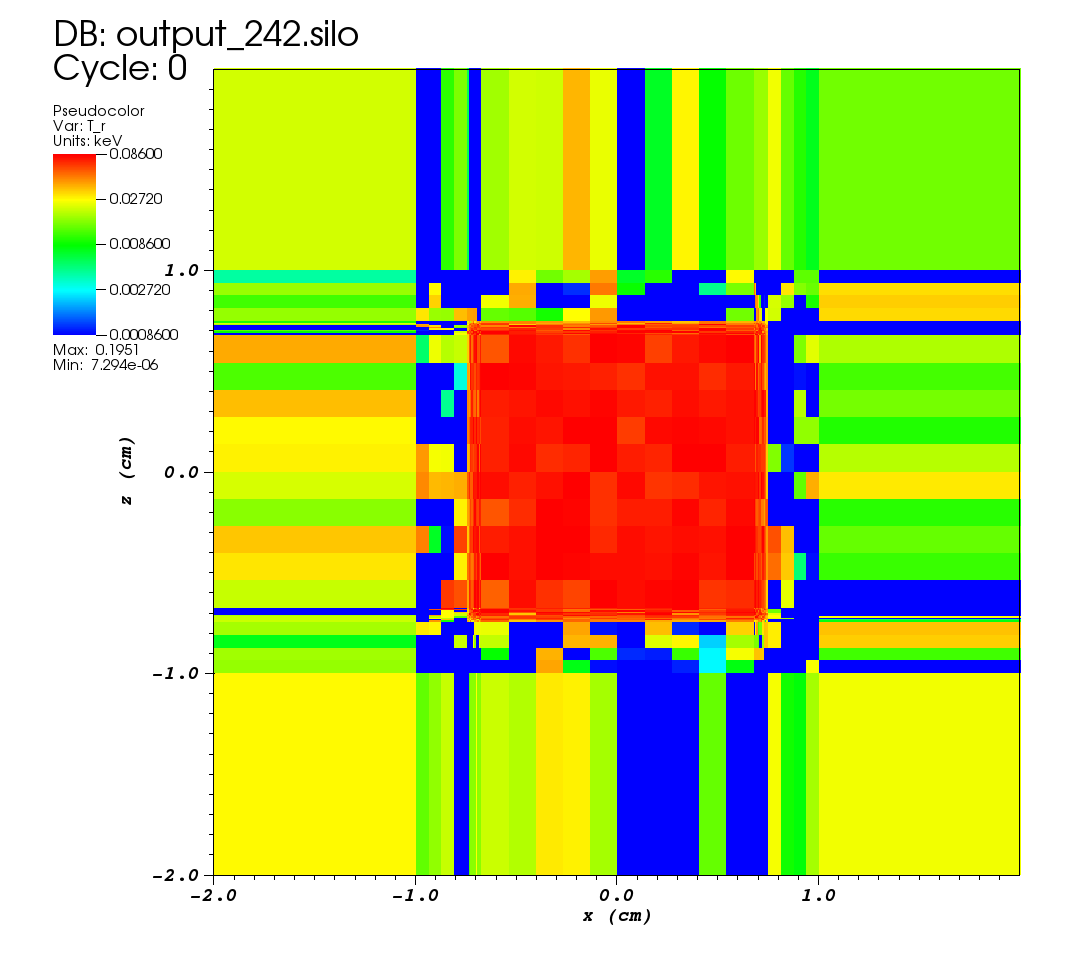 DB: output_242.silo
Cycle: 0
Pseudocolor
Var: T_r
Units: keV
0.08600
0.02720
0.008600
0.002720
0.0008600
Max: 0.1951
Min: 7.294e-06
1.0
0.0
-1.0
-2.0
z (cm)
-2.0 -1.0 0.0 1.0
x (cm)